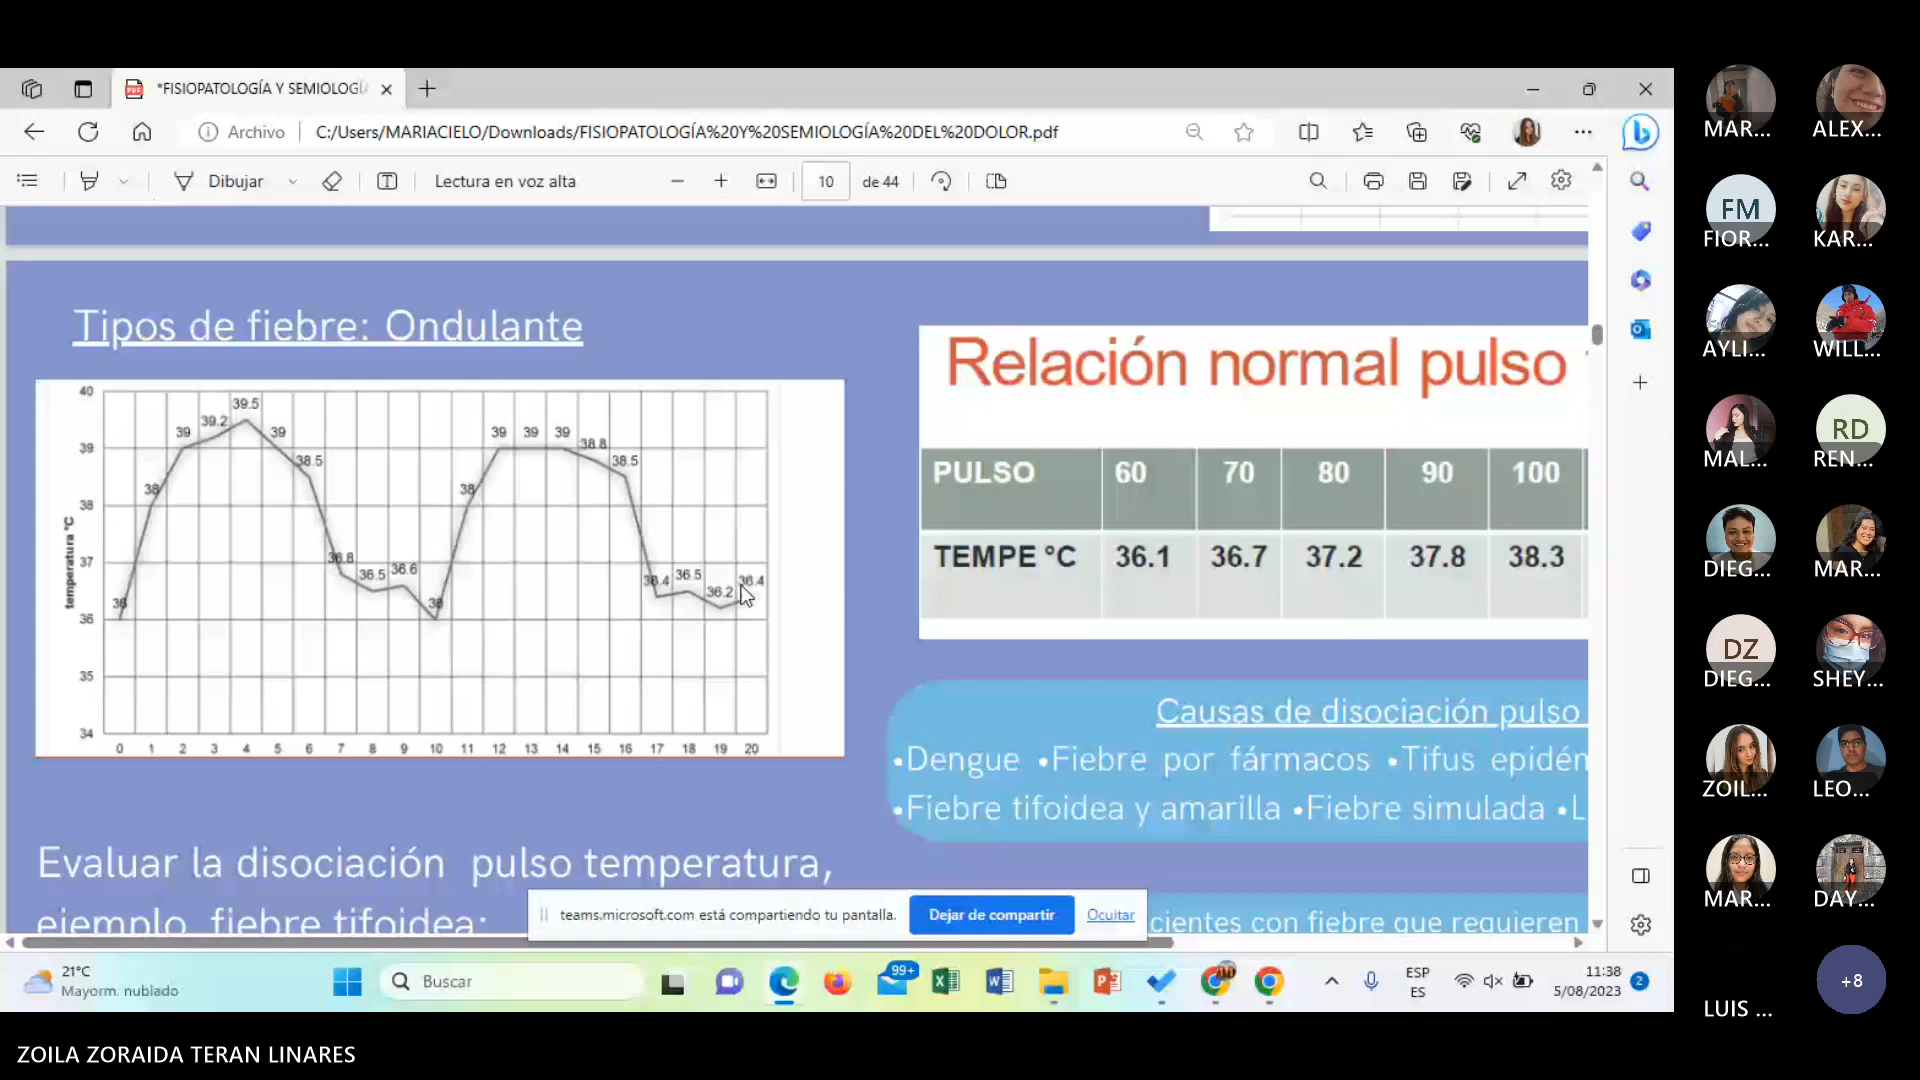 *FISIOPATOLOGÍA Y SEMIOLOGÍA
Archivo
C:/Users/MARIACIELO/Downloads/FISIOPATOLOGÍA%20Y%20SEMIOLOGÍA%20DEL%20DOLOR.pdf
Dibujar
Lectura en voz alta
10
de 44
Tipos de fiebre: Ondulante
temperatura °C
40
39
38
37
36
35
34
36
38
39
39.2
39.5
39
38.5
36.8
36.5
36.6
36
38
39
39
39
38.8
38.5
36.4
36.5
36.2
36.4
0 1 2 3 4 5 6 7 8 9 10 11 12 13 14 15 16 17 18 19 20
Relación normal pulso
PULSO 60 70 80 90 100
TEMPE °C 36.1 36.7 37.2 37.8 38.3
Causas de disociación pulso
•Dengue •Fiebre por fármacos •Tifus epidém
•Fiebre tifoidea y amarilla •Fiebre simulada •L
Evaluar la disociación pulso temperatura,
ejemplo fiebre tifoidea:
cientes con fiebre que requieren
teams.microsoft.com está compartiendo tu pantalla.
Dejar de compartir
Ocultar
21°C
Mayorm. nublado
Buscar
99+
ESP
ES
11:38
5/08/2023
2
MAR...
ALEX...
FM
FIOR...
KAR...
AYLI...
WILL...
MAL...
RD
REN...
DIEG...
MAR...
DZ
DIEG...
SHEY...
ZOIL...
LEO...
MAR...
DAY...
LUIS ...
+8
ZOILA ZORAIDA TERAN LINARES